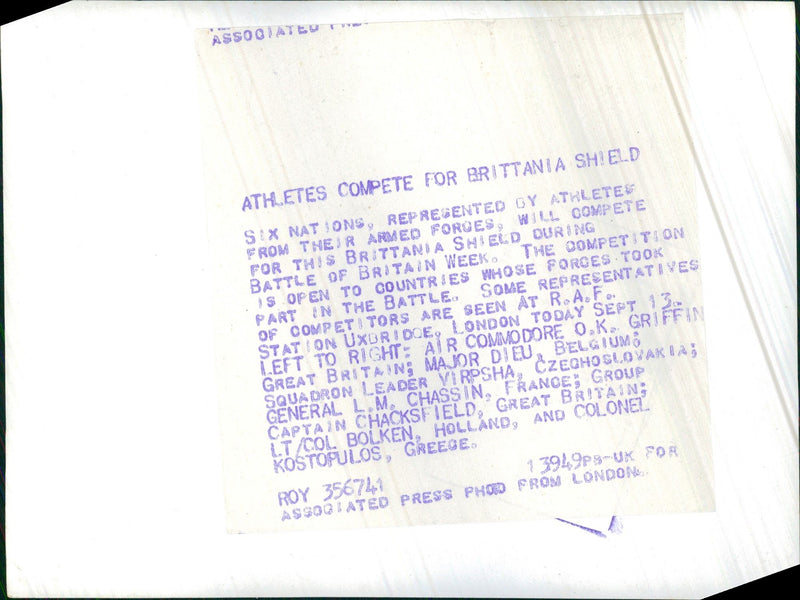 ASSOCIATED
ATHLETES COMPETE FOR BRITTANIA SHIELD
SIX NATIONS, REPRESENTED BY ATHLETES
FROM THEIR ARMED FORCES, WILL COMPETE
FOR THIS BRITTANIA SHIELD DURING
BATTLE OF BRITAIN WEEK. THE COMPETITION
IS OPEN TO COUNTRIES WHOSE FORCES TOOK
PART IN THE BATTLE. SOME REPRESENTATIVES
OF COMPETITORS ARE SEEN AT R.A.F.
STATION UXBRIDGE, LONDON TODAY SEPT 13.
LEFT TO RIGHT: AIR COMMODORE O.K. GRIFFIN
GREAT BRITAIN; MAJOR DIEU, BELGIUM;
SQUADRON LEADER VIRPSHA, CZECHOSLOVAKIA;
GENERAL L.M. CHASSIN, FRANCE; GROUP
CAPTAIN CHACKSFIELD, GREAT BRITAIN;
LT/COL BOLKEN, HOLLAND, AND COLONEL
KOSTOPULOS, GREECE.
ROY 356741 13949PB-UK FOR
ASSOCIATED PRESS PHOTO FROM LONDON.